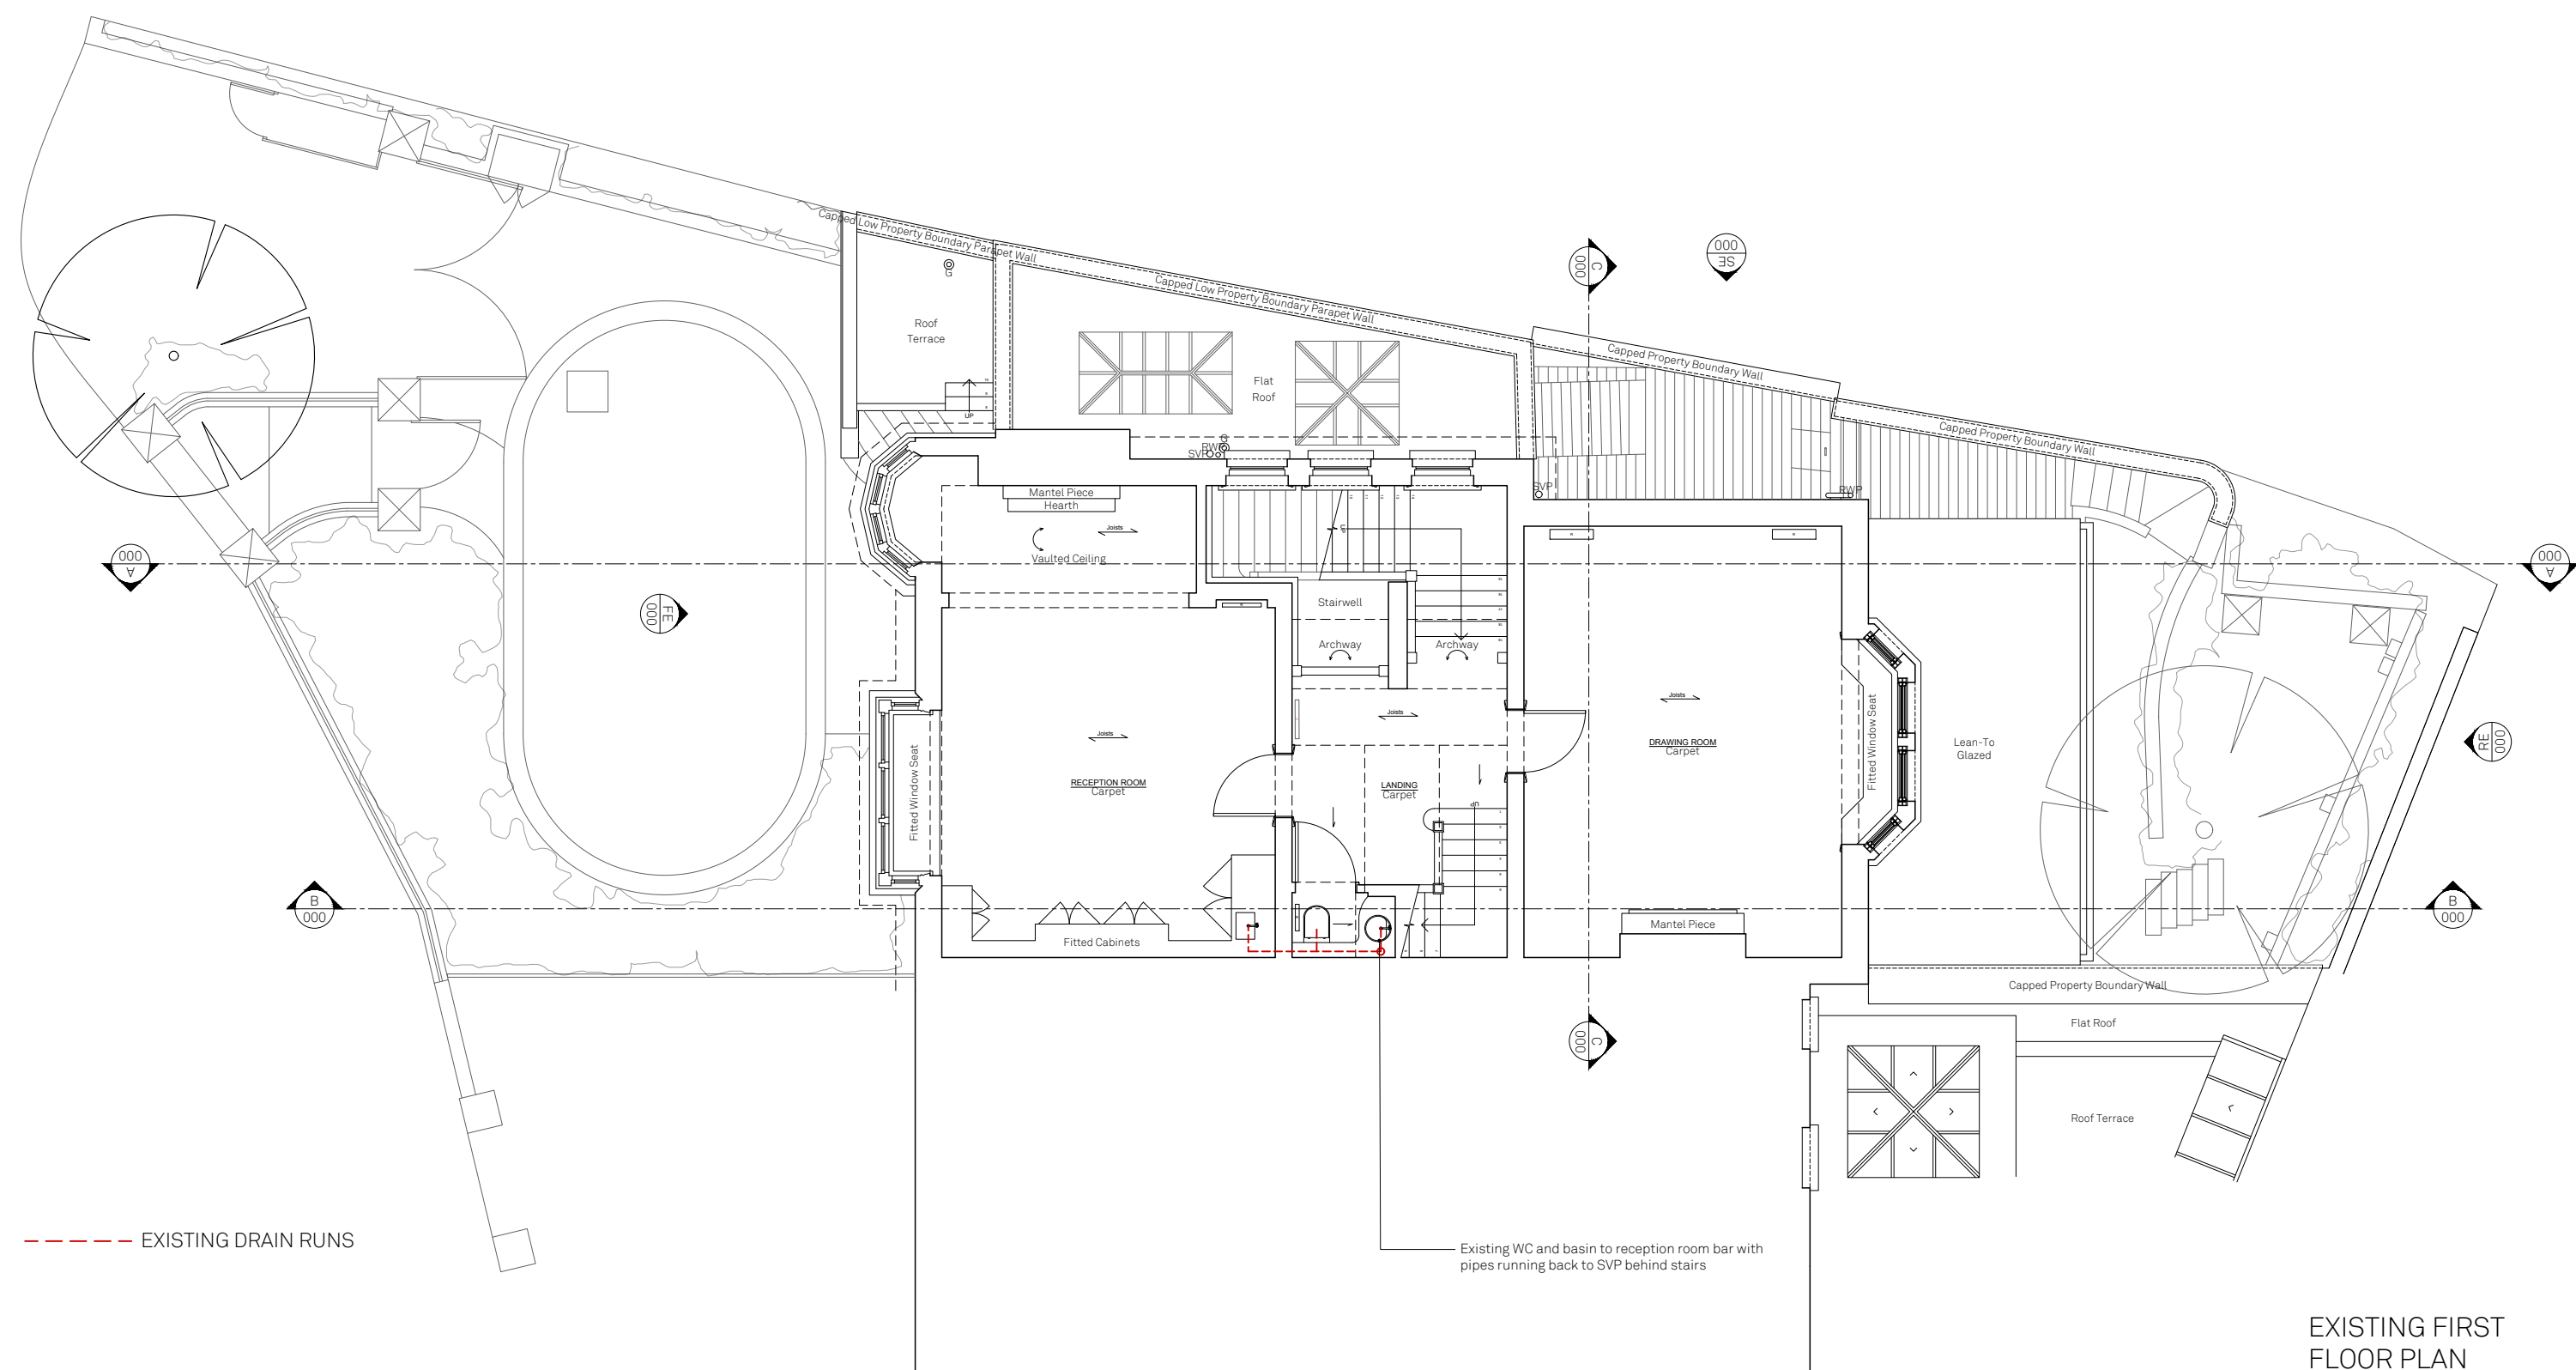 Capped Low Property Boundary Parapet Wall
G
Roof
Terrace
UP
Capped Low Property Boundary Parapet Wall
Flat
Roof
C
000
000
SE
Capped Property Boundary Wall
Capped Property Boundary Wall
G
RWP
SVP
SVP
RWP
Mantel Piece
Hearth
Joists
Vaulted Ceiling
UP
Stairwell
Archway
Archway
000
A
000
A
FE
000
Joists
Joists
Joists
RECEPTION ROOM
Carpet
LANDING
Carpet
UP
DRAWING ROOM
Carpet
Fitted Window Seat
Fitted Window Seat
Lean-To
Glazed
RE
000
B
000
B
000
Fitted Cabinets
Mantel Piece
C
000
Capped Property Boundary Wall
Flat Roof
Roof Terrace
EXISTING DRAIN RUNS
Existing WC and basin to reception room bar with
pipes running back to SVP behind stairs
EXISTING FIRST
FLOOR PLAN